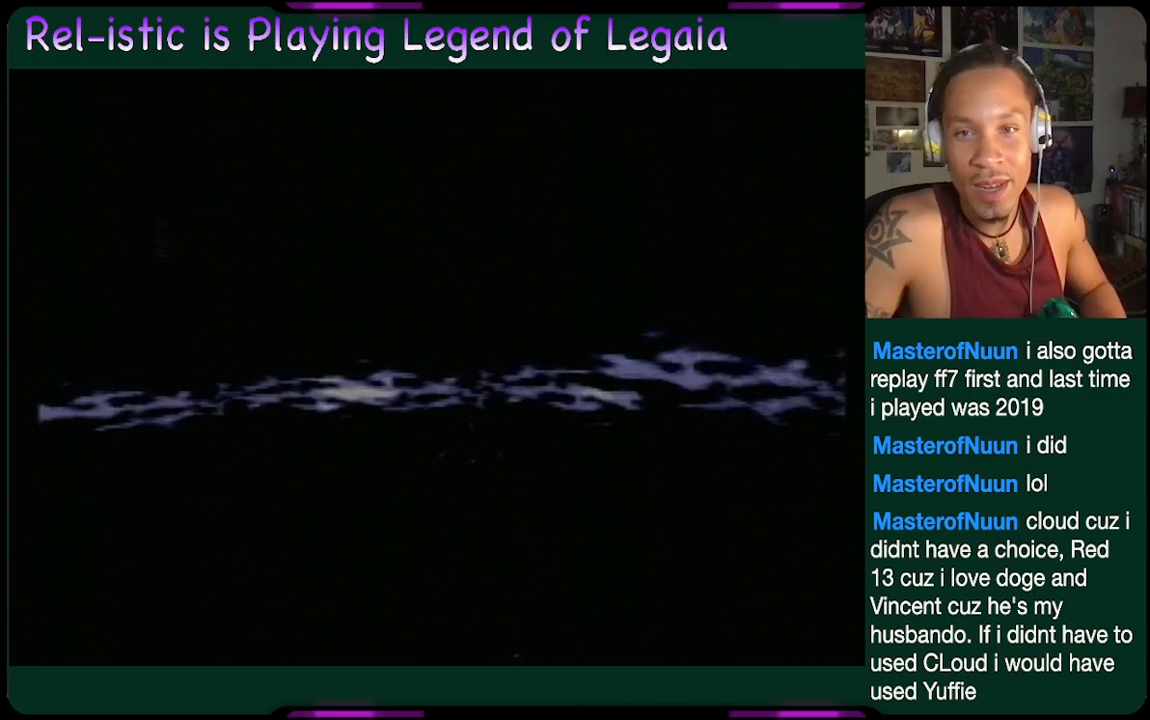 Rel-istic is Playing Legend of Legaia
MasterofNuun i also gotta
replay ff7 first and last time
i played was 2019
MasterofNuun i did
MasterofNuun lol
MasterofNuun cloud cuz i
didnt have a choice, Red
13 cuz i love doge and
Vincent cuz he's my
husbando. If i didnt have to
used CLoud i would have
used Yuffie